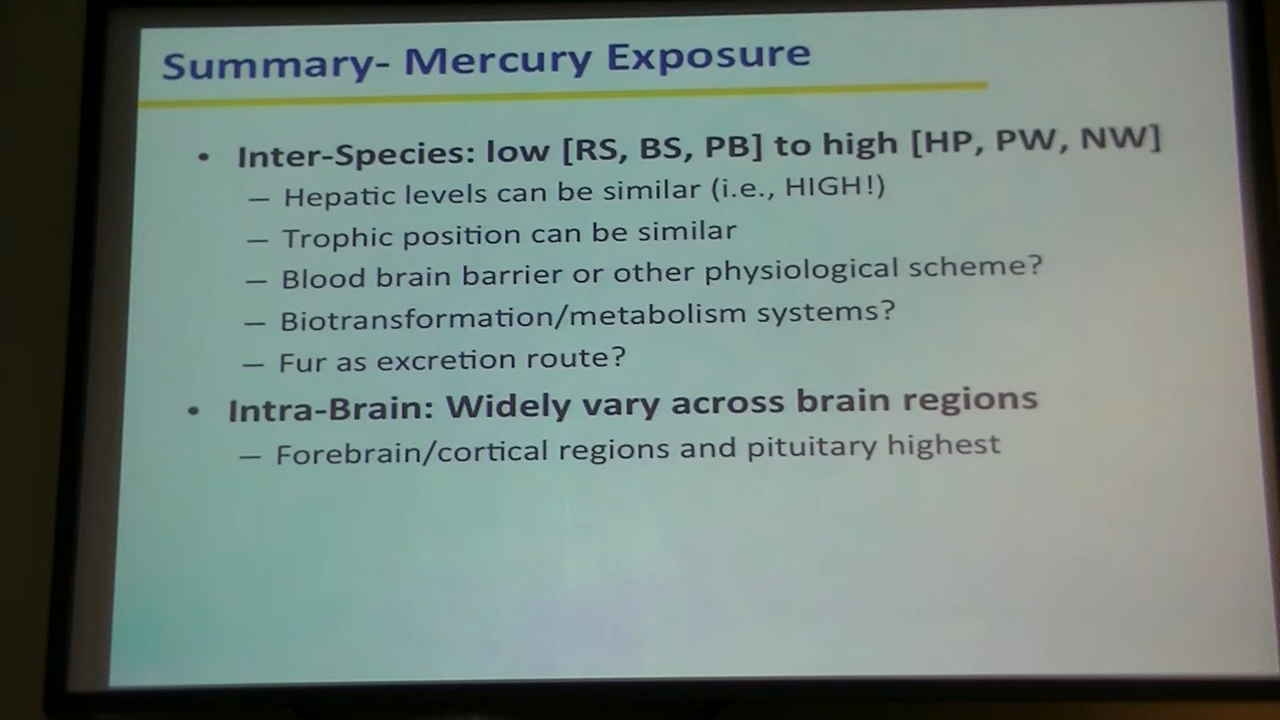 Summary- Mercury Exposure
• Inter-Species: low [RS, BS, PB] to high [HP, PW, NW]
– Hepatic levels can be similar (i.e., HIGH!)
– Trophic position can be similar
– Blood brain barrier or other physiological scheme?
– Biotransformation/metabolism systems?
– Fur as excretion route?
• Intra-Brain: Widely vary across brain regions
– Forebrain/cortical regions and pituitary highest